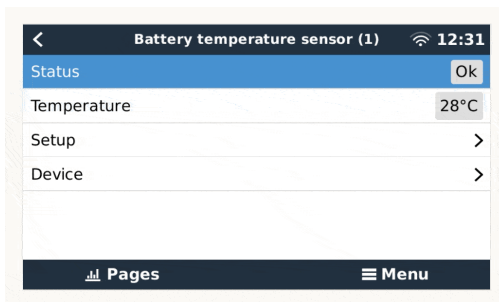 Battery temperature sensor (1) 12:31
Status Ok
Temperature 28°C
Setup
Device
Pages Menu